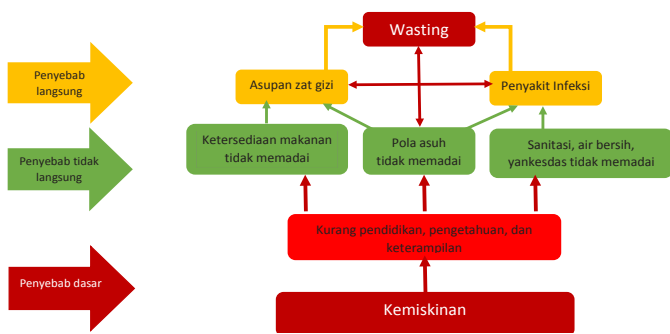 Wasting
Penyebab
langsung
Asupan zat gizi
Penyakit Infeksi
Penyebab tidak
langsung
Ketersediaan makanan
tidak memadai
Pola asuh
tidak memadai
Sanitasi, air bersih,
yankesdas tidak memadai
Kurang pendidikan, pengetahuan, dan
keterampilan
Penyebab dasar
Kemiskinan